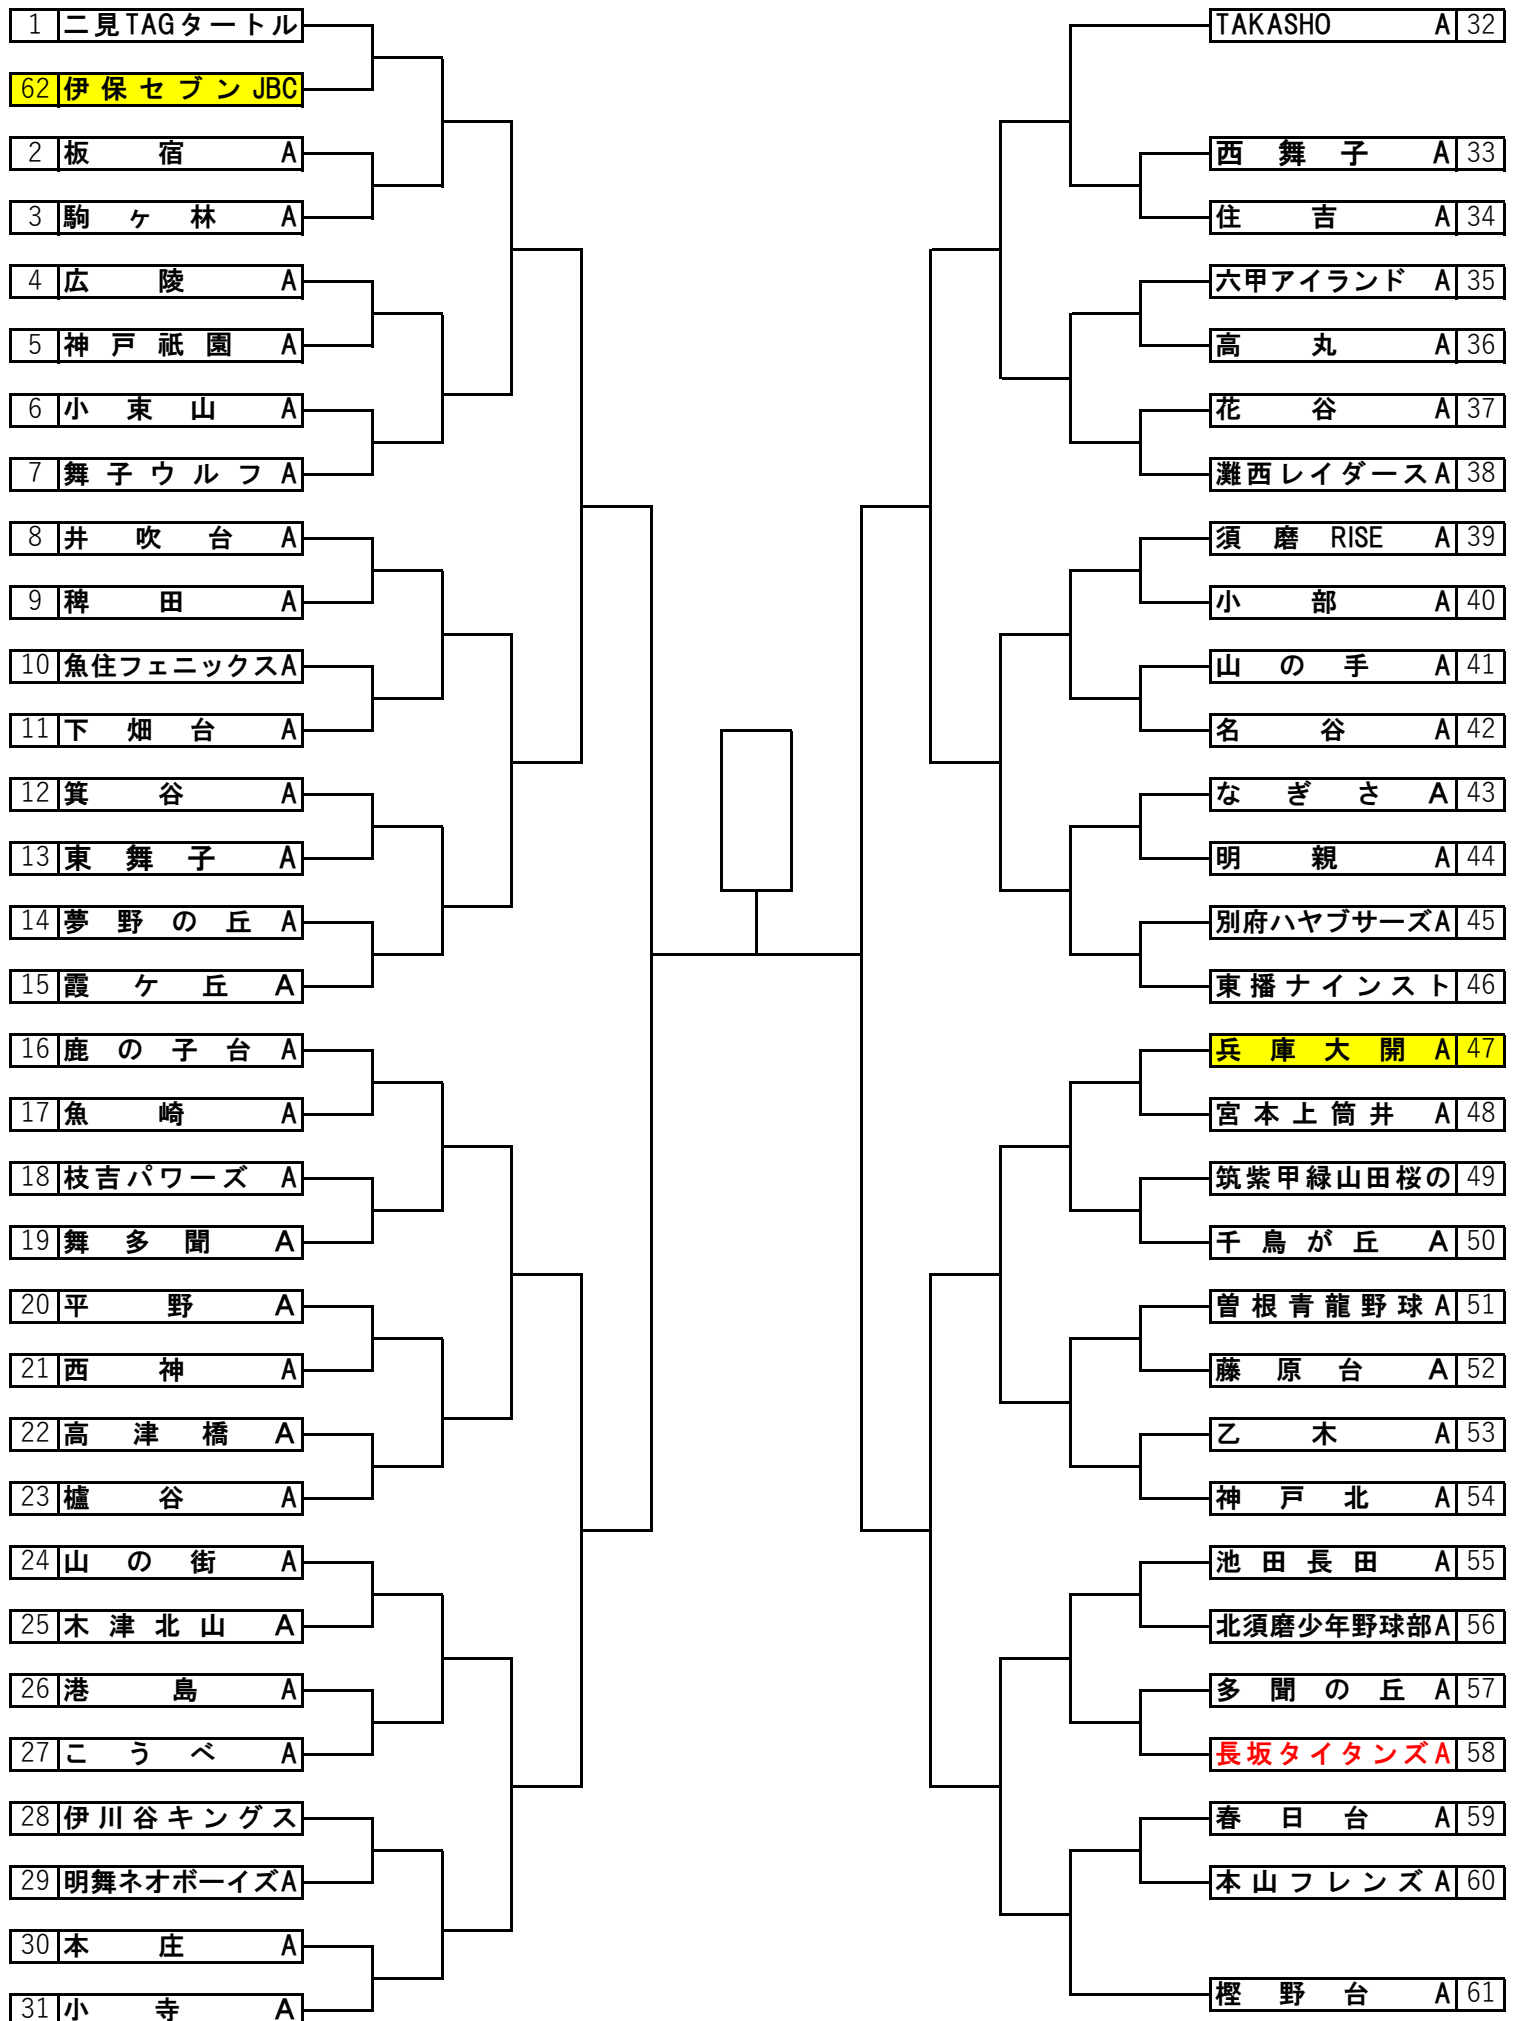 1 二見TAGタートル
62 伊保セブンJBC
2 板宿 A
3 駒ヶ林 A
4 広陵 A
5 神戸祇園 A
6 小束山 A
7 舞子ウルフ A
8 井吹台 A
9 稗田 A
10 魚住フェニックスA
11 下畑台 A
12 箕谷 A
13 東舞子 A
14 夢野の丘 A
15 霞ケ丘 A
16 鹿の子台 A
17 魚崎 A
18 枝吉パワーズ A
19 舞多聞 A
20 平野 A
21 西神 A
22 高津橋 A
23 櫨谷 A
24 山の街 A
25 木津北山 A
26 港島 A
27 こうべ A
28 伊川谷キングス
29 明舞ネオボーイズA
30 本庄 A
31 小寺 A
TAKASHO A 32
西舞子 A 33
住吉 A 34
六甲アイランド A 35
高丸 A 36
花谷 A 37
灘西レイダースA 38
須磨RISE A 39
小部 A 40
山の手 A 41
名谷 A 42
なぎさ A 43
明親 A 44
別府ハヤブサーズA 45
東播ナインスト 46
兵庫大開 A 47
宮本上筒井 A 48
筑紫甲緑山田桜の 49
千鳥が丘 A 50
曽根青龍野球 A 51
藤原台 A 52
乙木 A 53
神戸北 A 54
池田長田 A 55
北須磨少年野球部A 56
多聞の丘 A 57
長坂タイタンズA 58
春日台 A 59
本山フレンズ A 60
樫野台 A 61